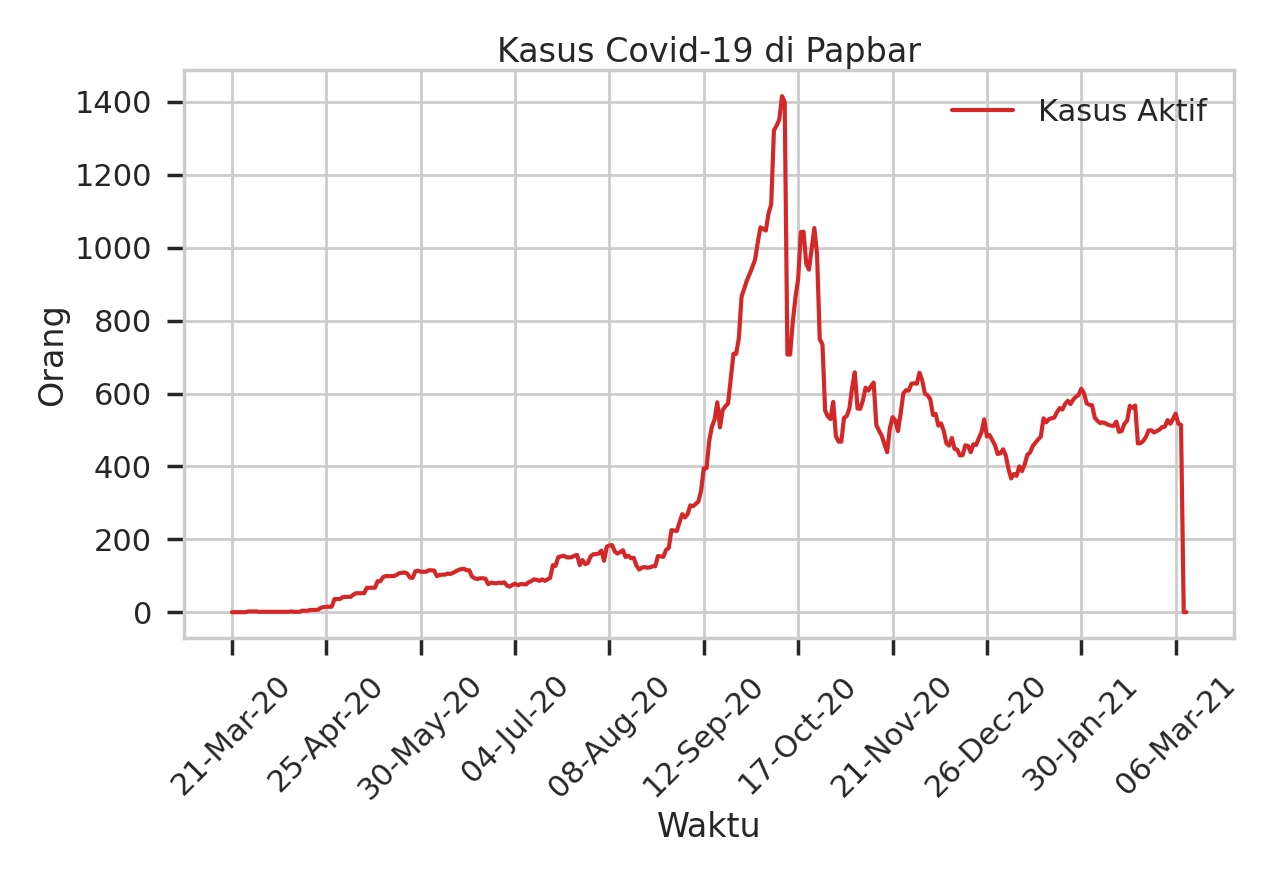 Kasus Covid-19 di Papbar
Kasus Aktif
1400
1200
1000
800
600
400
200
0
Orang
21-Mar-20
25-Apr-20
30-May-20
04-Jul-20
08-Aug-20
12-Sep-20
17-Oct-20
21-Nov-20
26-Dec-20
30-Jan-21
06-Mar-21
Waktu